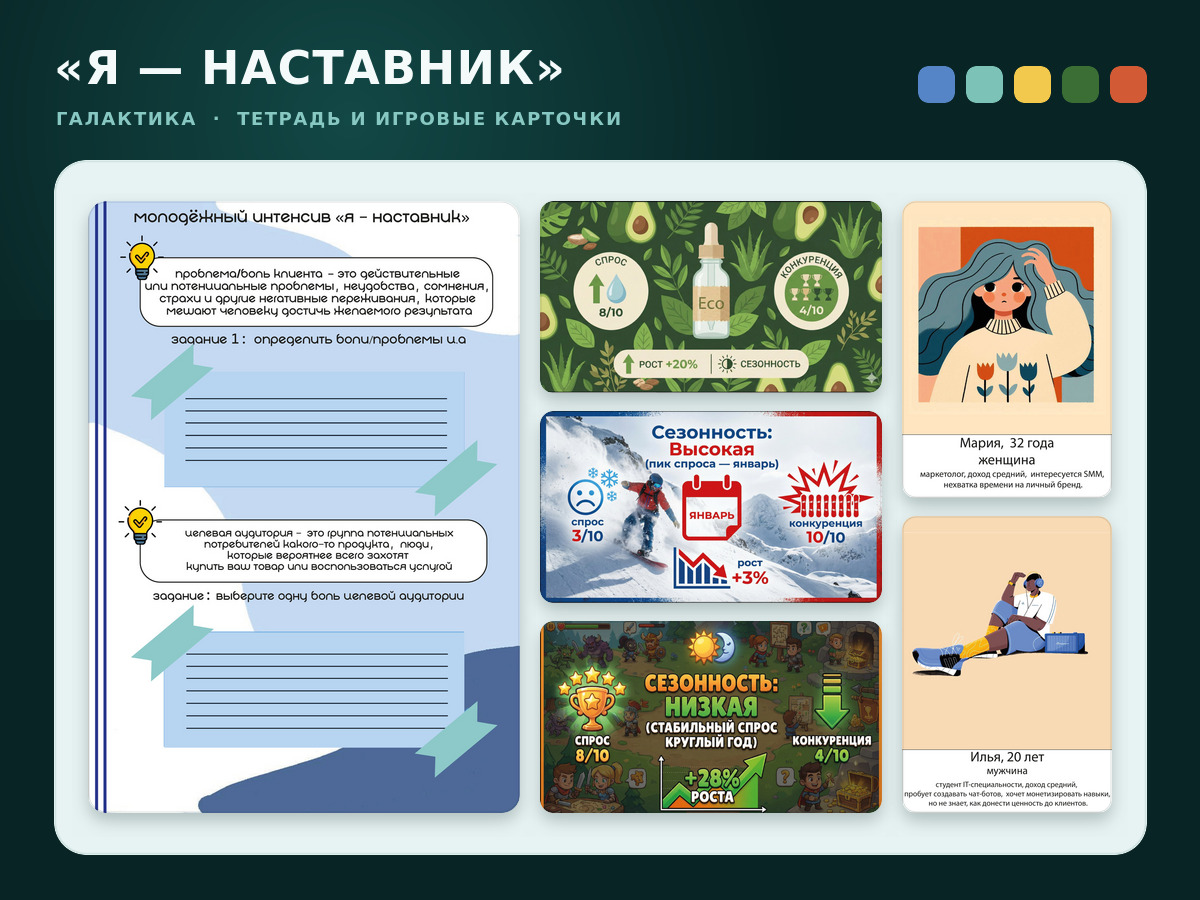 «Я — НАСТАВНИК»
ГАЛАКТИКА · ТЕТРАДЬ И ИГРОВЫЕ КАРТОЧКИ
молодёжный интенсив «я - наставник»
проблема/боль клиента - это действительные
или потенциальные проблемы, неудобства, сомнения,
страхи и другие негативные переживания, которые
мешают человеку достичь желаемого результата
задание 1: определить боли/проблемы ц.а
целевая аудитория - это группа потенциальных
потребителей какого-то продукта, люди,
которые вероятнее всего захотят
купить ваш товар или воспользоваться услугой
задание: выберите одну боль целевой аудитории
СПРОС
8/10
Eco
КОНКУРЕНЦИЯ
4/10
РОСТ +20%
СЕЗОННОСТЬ
Сезонность:
Высокая
(пик спроса — январь)
спрос
3/10
ЯНВАРЬ
конкуренция
10/10
рост
+3%
СЕЗОННОСТЬ:
НИЗКАЯ
(СТАБИЛЬНЫЙ СПРОС
КРУГЛЫЙ ГОД)
СПРОС
8/10
КОНКУРЕНЦИЯ
4/10
+28%
РОСТА
Мария, 32 года
женщина
маркетолог, доход средний, интересуется SMM,
нехватка времени на личный бренд.
Илья, 20 лет
мужчина
студент IT-специальности, доход средний,
пробует создавать чат-ботов, хочет монетизировать навыки,
но не знает, как донести ценность до клиентов.